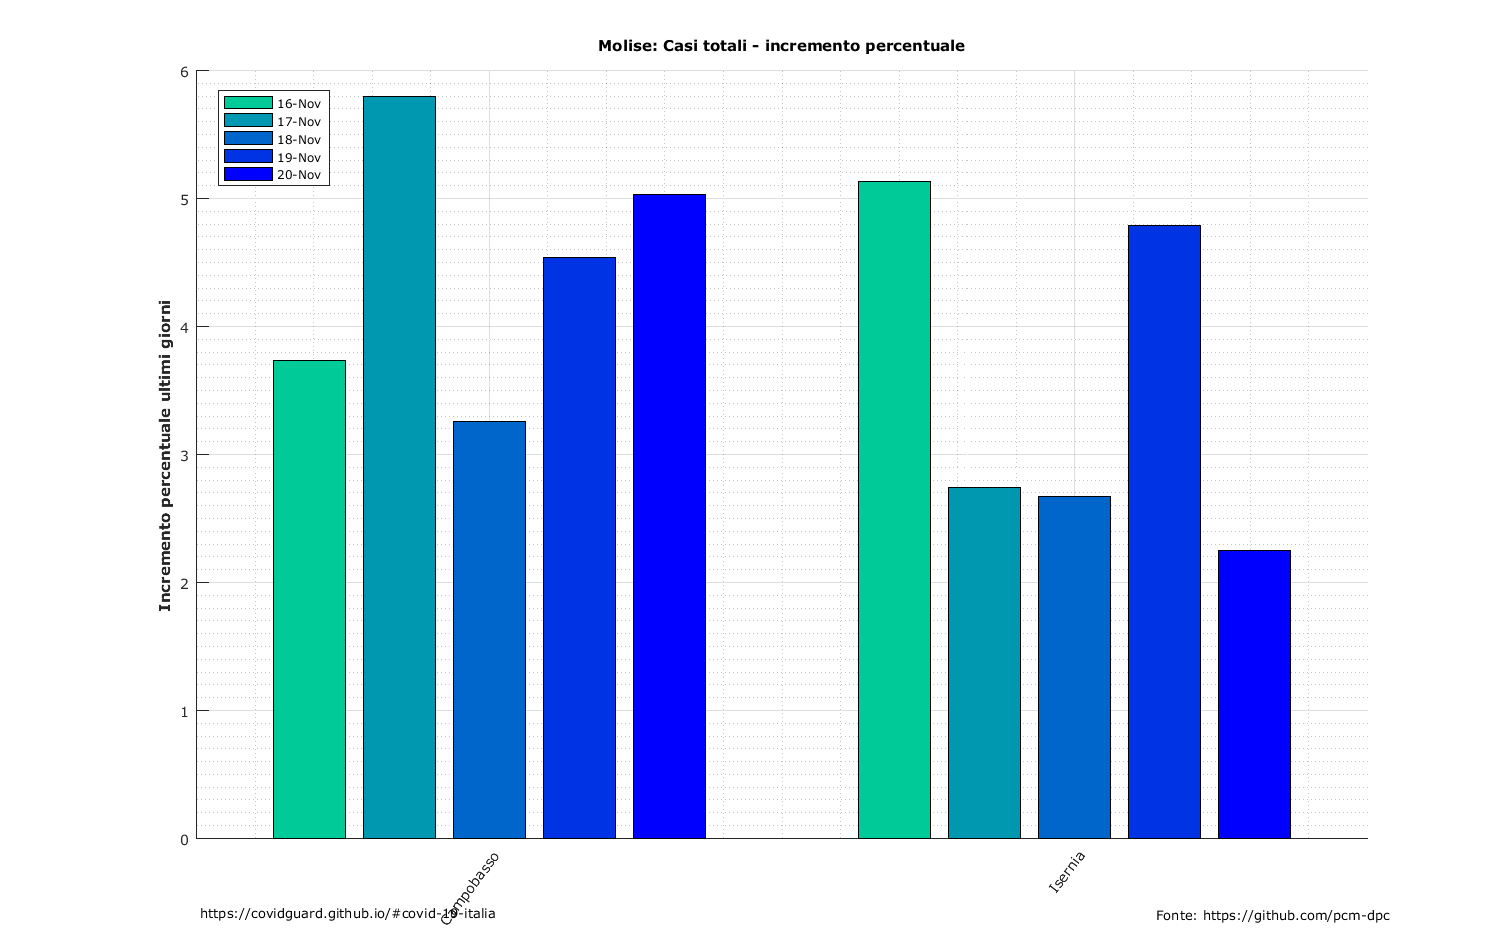 Molise: Casi totali - incremento percentuale
6
5
4
3
2
1
0
Incremento percentuale ultimi giorni
16-Nov
17-Nov
18-Nov
19-Nov
20-Nov
Campobasso
Isernia
https://covidguard.github.io/#covid-19-italia
Fonte: https://github.com/pcm-dpc